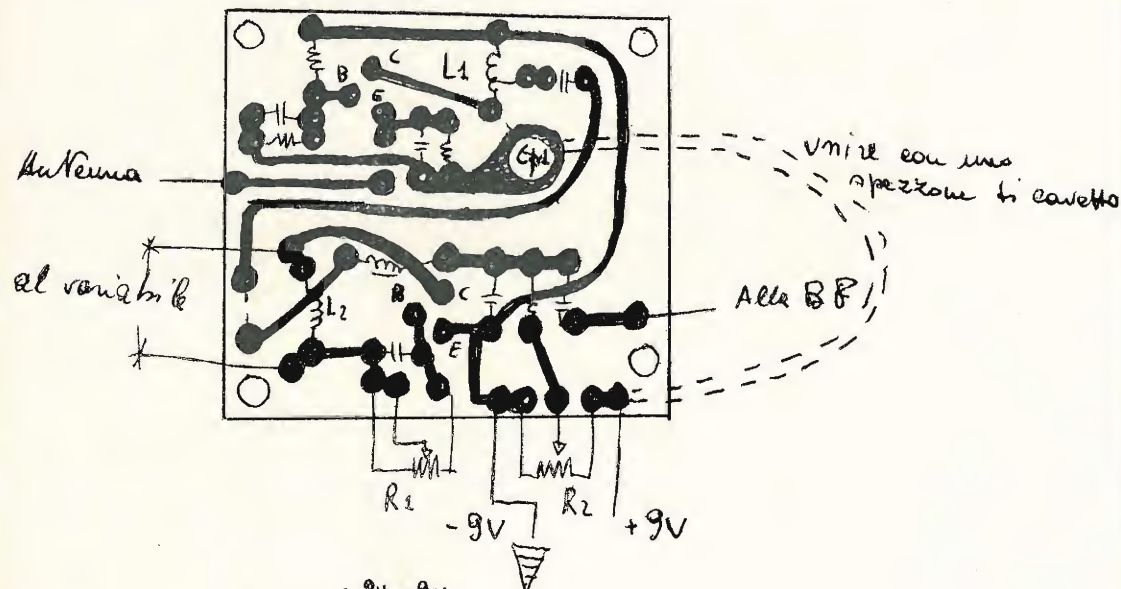 C
L1
B
E
Antenna
unire con uno
spezzone di cavetto
al variabile
L2
B
C
E
Alla BF
R1
R2
-9V
+9V